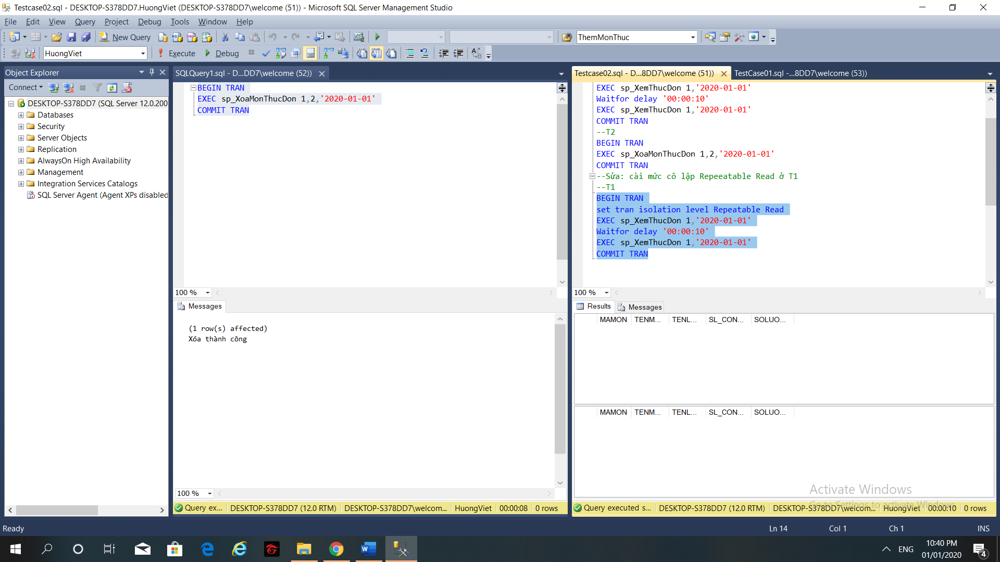 Testcase02.sql - DESKTOP-S378DD7.HuongViet (DESKTOP-S378DD7\welcome (51)) - Microsoft SQL Server Management Studio
File Edit View Query Project Debug Tools Window Help
New Query ThemMonThuc
HuongViet Execute Debug
Object Explorer
Connect
DESKTOP-S378DD7 (SQL Server 12.0.200
Databases
Security
Server Objects
Replication
AlwaysOn High Availability
Management
Integration Services Catalogs
SQL Server Agent (Agent XPs disabled
SQLQuery1.sql - D...DD7\welcome (52))
BEGIN TRAN
EXEC sp_XoaMonThucDon 1,2,'2020-01-01'
COMMIT TRAN
100 %
Messages
(1 row(s) affected)
Xóa thành công
100 %
Query ex... DESKTOP-S378DD7 (12.0 RTM) DESKTOP-S378DD7\welcom... HuongViet 00:00:08 0 rows
Testcase02.sql - D...8DD7\welcome (51)) TestCase01.sql -...8DD7\welcome (53))
EXEC sp_XemThucDon 1,'2020-01-01'
Waitfor delay '00:00:10'
EXEC sp_XemThucDon 1,'2020-01-01'
COMMIT TRAN
--T2
BEGIN TRAN
EXEC sp_XoaMonThucDon 1,2,'2020-01-01'
COMMIT TRAN
--Sửa: cài mức cô lập Repeeatable Read ở T1
--T1
BEGIN TRAN
set tran isolation level Repeatable Read
EXEC sp_XemThucDon 1,'2020-01-01'
Waitfor delay '00:00:10'
EXEC sp_XemThucDon 1,'2020-01-01'
COMMIT TRAN
100 %
Results Messages
MAMON TENM... TENL... SL_CON... SOLUO...
MAMON TENM... TENL... SL_CON... SOLUO...
Activate Windows
Go to Settings to activate Windows.
Query executed s... DESKTOP-S378DD7 (12.0 RTM) DESKTOP-S378DD7\welcom... HuongViet 00:00:10 0 rows
Ready Ln 14 Col 1 Ch 1 INS
ENG 10:40 PM
01/01/2020
4